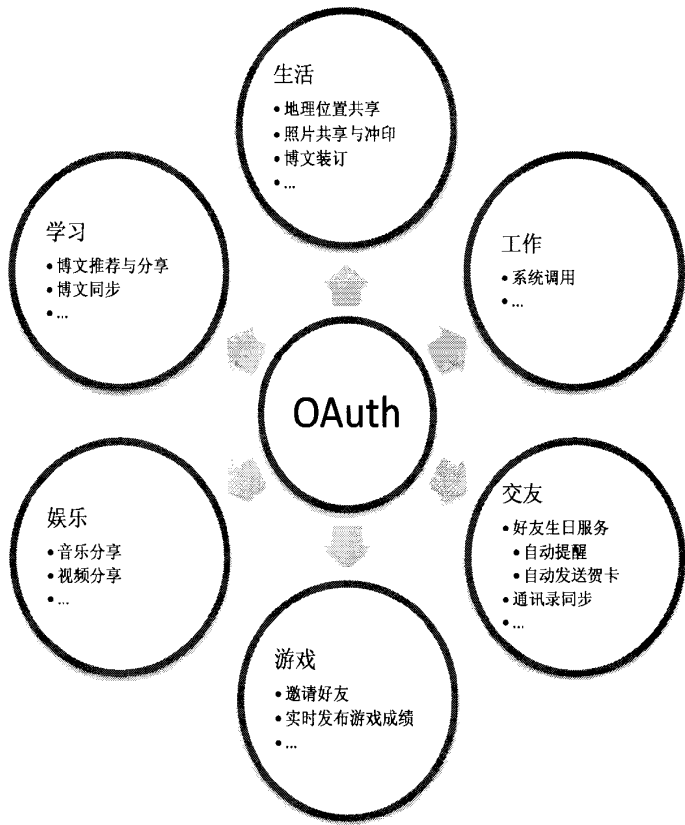 生活
• 地理位置共享
• 照片共享与冲印
• 博文装订
• ...
学习
• 博文推荐与分享
• 博文同步
• ...
工作
• 系统调用
• ...
OAuth
娱乐
• 音乐分享
• 视频分享
• ...
交友
• 好友生日服务
• 自动提醒
• 自动发送贺卡
• 通讯录同步
• ...
游戏
• 邀请好友
• 实时发布游戏成绩
• ...